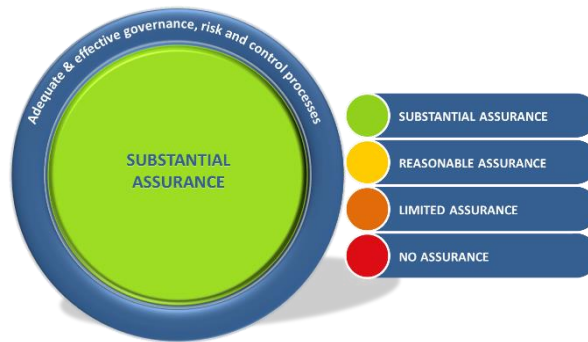 Adequate & effective governance, risk and control processes
SUBSTANTIAL
ASSURANCE
SUBSTANTIAL ASSURANCE
REASONABLE ASSURANCE
LIMITED ASSURANCE
NO ASSURANCE